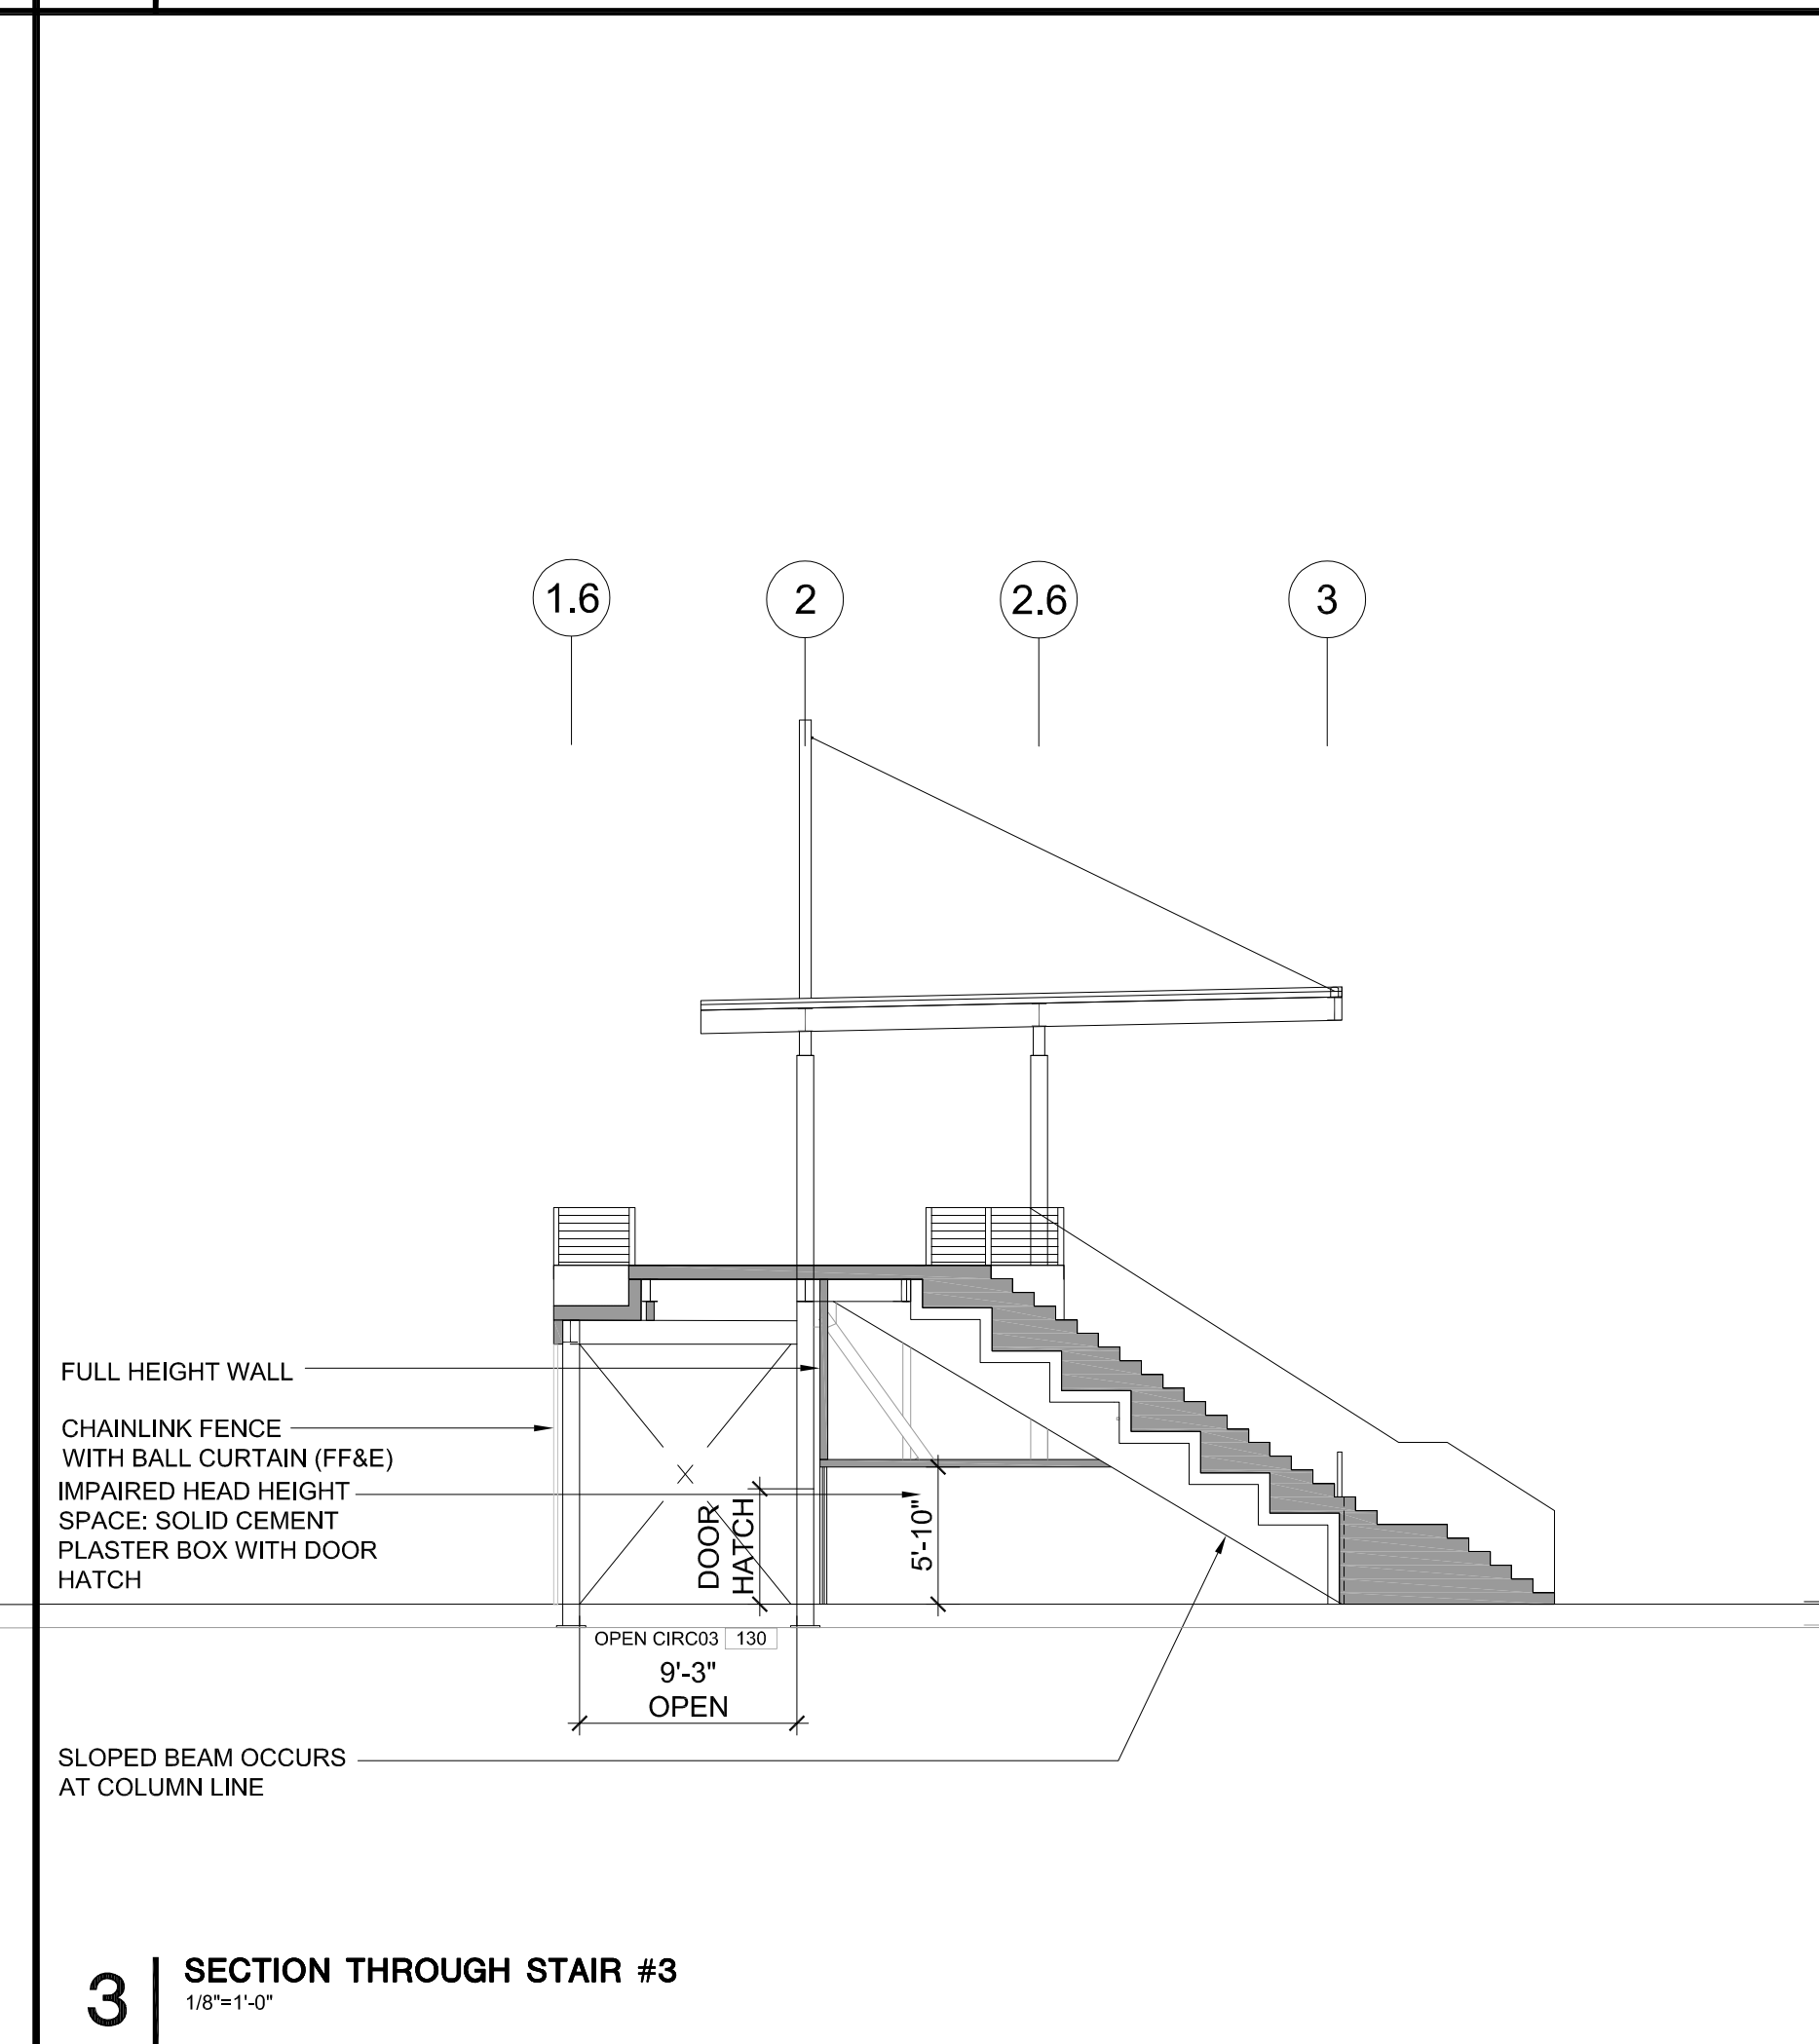 1.6
2
2.6
3
FULL HEIGHT WALL
CHAINLINK FENCE
WITH BALL CURTAIN (FF&E)
IMPAIRED HEAD HEIGHT
SPACE: SOLID CEMENT
PLASTER BOX WITH DOOR
HATCH
DOOR
HATCH
5'-10"
OPEN CIRC03 130
9'-3"
OPEN
SLOPED BEAM OCCURS
AT COLUMN LINE
3
SECTION THROUGH STAIR #3
1/8"=1'-0"